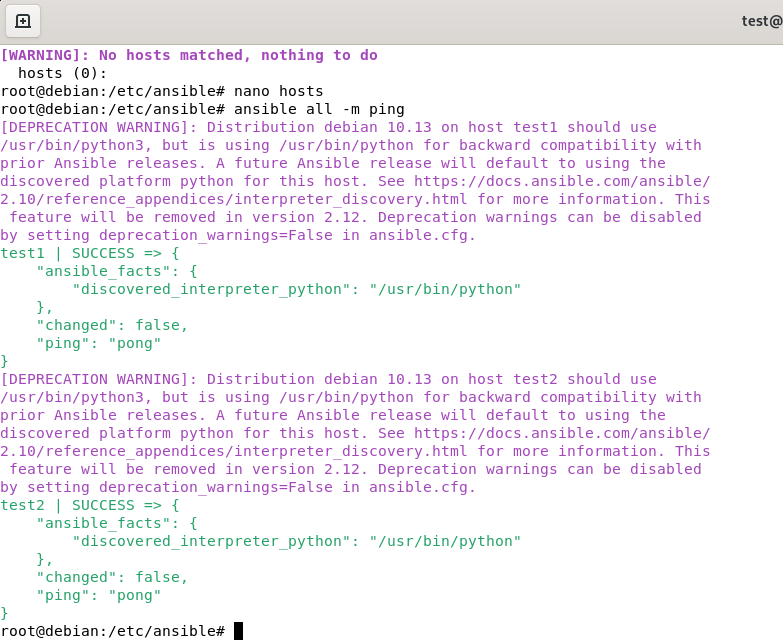 test@
[WARNING]: No hosts matched, nothing to do
  hosts (0):
root@debian:/etc/ansible# nano hosts
root@debian:/etc/ansible# ansible all -m ping
[DEPRECATION WARNING]: Distribution debian 10.13 on host test1 should use
/usr/bin/python3, but is using /usr/bin/python for backward compatibility with
prior Ansible releases. A future Ansible release will default to using the
discovered platform python for this host. See https://docs.ansible.com/ansible/
2.10/reference_appendices/interpreter_discovery.html for more information. This
 feature will be removed in version 2.12. Deprecation warnings can be disabled
by setting deprecation_warnings=False in ansible.cfg.
test1 | SUCCESS => {
    "ansible_facts": {
        "discovered_interpreter_python": "/usr/bin/python"
    },
    "changed": false,
    "ping": "pong"
}
[DEPRECATION WARNING]: Distribution debian 10.13 on host test2 should use
/usr/bin/python3, but is using /usr/bin/python for backward compatibility with
prior Ansible releases. A future Ansible release will default to using the
discovered platform python for this host. See https://docs.ansible.com/ansible/
2.10/reference_appendices/interpreter_discovery.html for more information. This
 feature will be removed in version 2.12. Deprecation warnings can be disabled
by setting deprecation_warnings=False in ansible.cfg.
test2 | SUCCESS => {
    "ansible_facts": {
        "discovered_interpreter_python": "/usr/bin/python"
    },
    "changed": false,
    "ping": "pong"
}
root@debian:/etc/ansible#